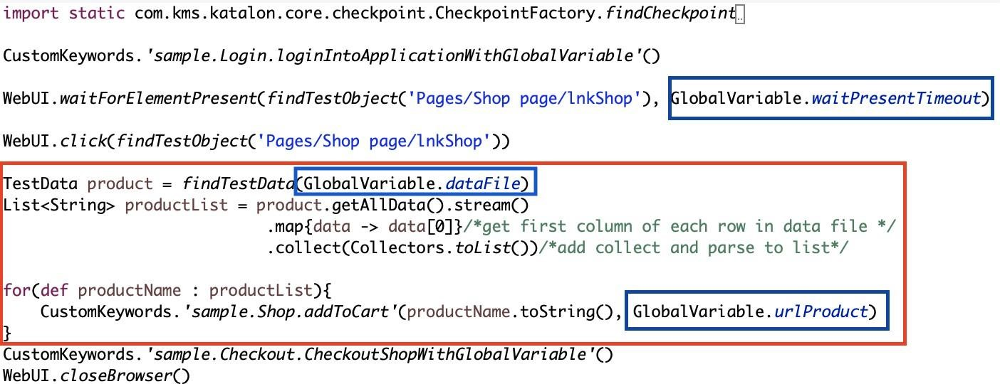 import static com.kms.katalon.core.checkpoint.CheckpointFactory.findCheckpoint..
CustomKeywords.'sample.Login.loginIntoApplicationWithGlobalVariable'()
WebUI.waitForElementPresent(findTestObject('Pages/Shop page/lnkShop'), GlobalVariable.waitPresentTimeout)
WebUI.click(findTestObject('Pages/Shop page/lnkShop'))
TestData product = findTestData(GlobalVariable.dataFile)
List<String> productList = product.getAllData().stream()
.map{data -> data[0]}/*get first column of each row in data file */
.collect(Collectors.toList())/*add collect and parse to list*/
for(def productName : productList){
CustomKeywords.'sample.Shop.addToCart'(productName.toString(), GlobalVariable.urlProduct)
}
CustomKeywords.'sample.Checkout.CheckoutShopWithGlobalVariable'()
WebUI.closeBrowser()